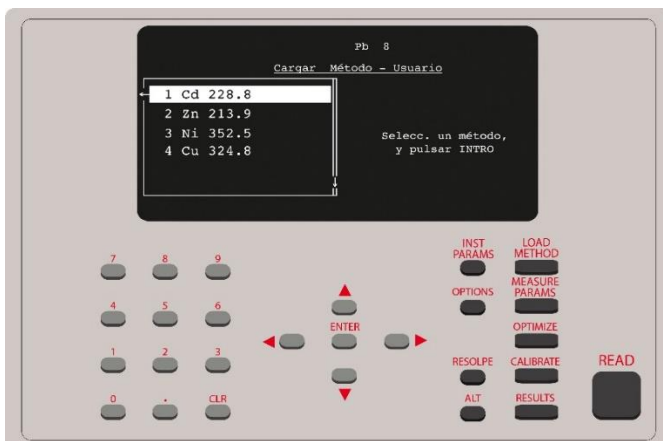 Pb 8
Cargar Método - Usuario
1 Cd 228.8
2 Zn 213.9
3 Ni 352.5
4 Cu 324.8
Selecc. un método,
y pulsar INTRO
7 8 9
4 5 6
1 2 3
0 . CLR
ENTER
INST
PARAMS
LOAD
METHOD
OPTIONS
MEASURE
PARAMS
OPTIMIZE
RESOLPE
CALIBRATE
ALT
RESULTS
READ